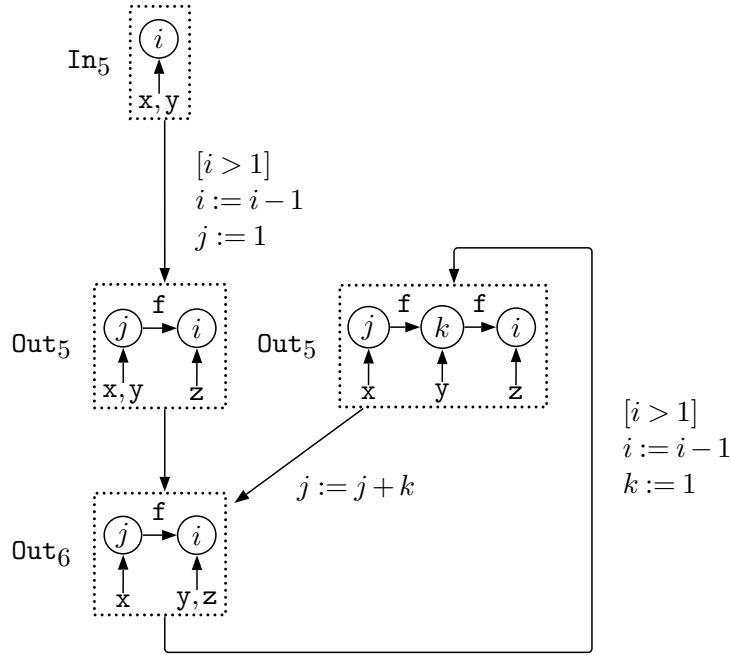 i
In5
x, y
[i > 1]
i := i − 1
j := 1
f
j i
Out5
x, y z
f f
j k i
Out5
x y z
[i > 1]
i := i − 1
k := 1
j := j + k
f
j i
Out6
x y, z